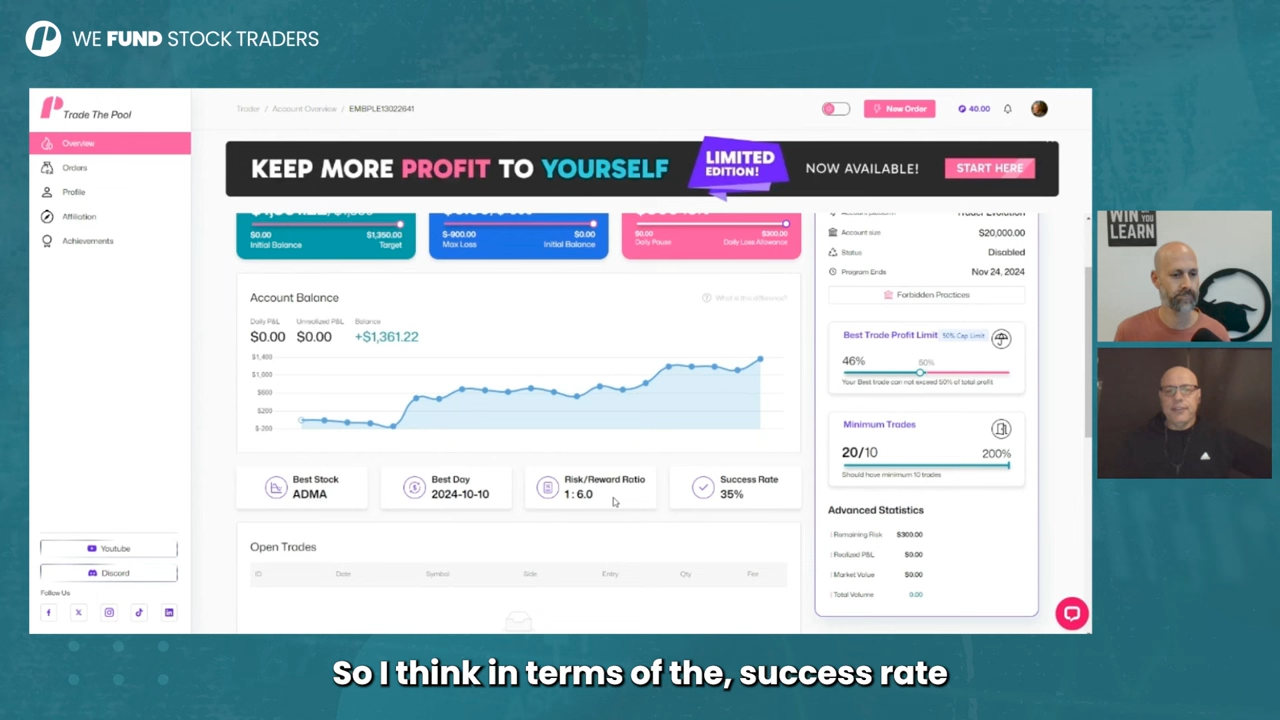 WE FUND STOCK TRADERS
Trade The Pool
Overview
Orders
Profile
Affiliation
Achievements
Youtube
Discord
Follow Us
Trader / Account Overview / EMBPLE13022641
New Order
40.00
KEEP MORE PROFIT TO YOURSELF
LIMITED
EDITION!
NOW AVAILABLE!
START HERE
$0.00
Initial Balance
$1,350.00
Target
$-900.00
Max Loss
$0.00
Initial Balance
$0.00
Daily Pause
$300.00
Daily Loss Allowance
Account Balance
What is the difference?
Daily P&L
$0.00
Unrealized P&L
$0.00
Balance
+$1,361.22
$1,400
$1,000
$600
$200
$-200
Best Stock
ADMA
Best Day
2024-10-10
Risk/Reward Ratio
1 : 6.0
Success Rate
35%
Open Trades
ID Date Symbol Side Entry Qty Fee
Account size $20,000.00
Status Disabled
Program Ends Nov 24, 2024
Forbidden Practices
Best Trade Profit Limit 50% Cap Limit
46% 50%
Your Best trade can not exceed 50% of total profit
Minimum Trades
20/10 200%
Should have minimum 10 trades
Advanced Statistics
Remaining Risk $300.00
Realized P&L $0.00
Market Value $0.00
Total Volume 0.00
WIN YOU
LEARN
So I think in terms of the, success rate